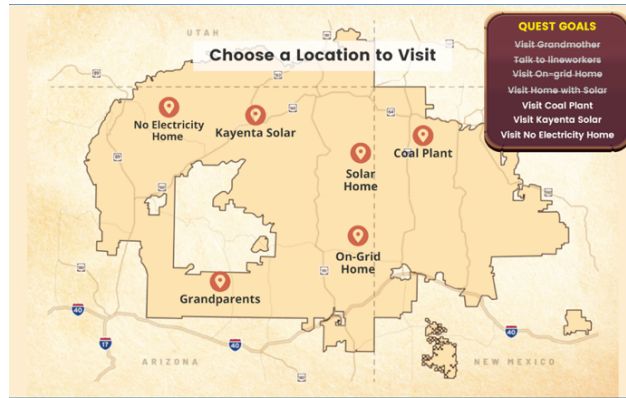 UTAH
Choose a Location to Visit
QUEST GOALS
Visit Grandmother
Talk to lineworkers
Visit On-grid Home
Visit Home with Solar
Visit Coal Plant
Visit Kayenta Solar
Visit No Electricity Home
No Electricity
Home
Kayenta Solar
Coal Plant
Solar
Home
On-Grid
Home
Grandparents
40
17
40
40
ARIZONA
NEW MEXICO